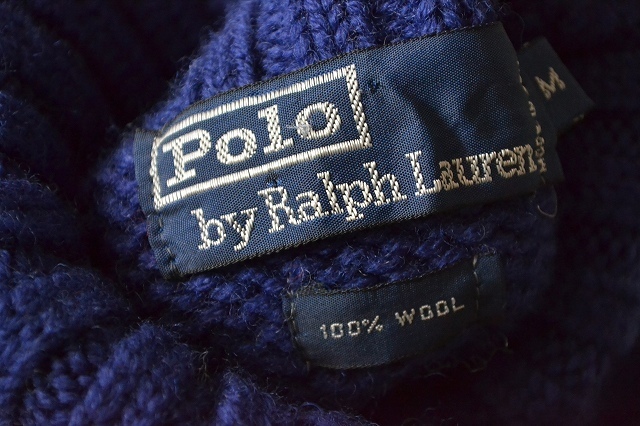 Polo
by Ralph Lauren
M
100% WOOL